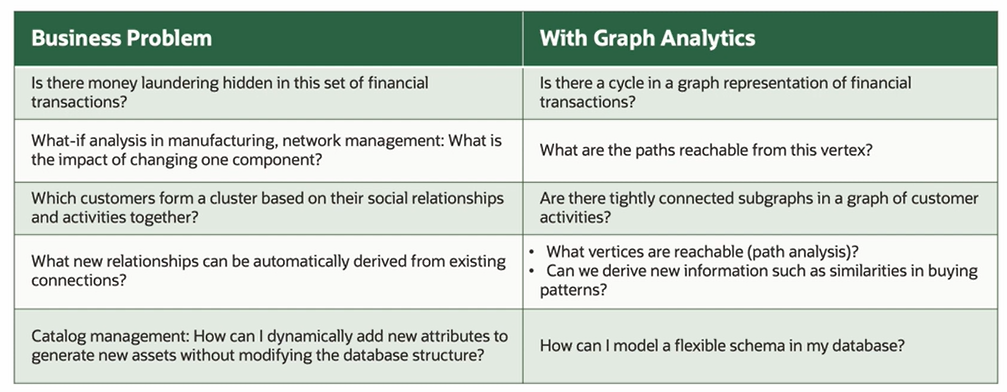 Business Problem
With Graph Analytics
Is there money laundering hidden in this set of financial
transactions?
Is there a cycle in a graph representation of financial
transactions?
What-if analysis in manufacturing, network management: What is
the impact of changing one component?
What are the paths reachable from this vertex?
Which customers form a cluster based on their social relationships
and activities together?
Are there tightly connected subgraphs in a graph of customer
activities?
What new relationships can be automatically derived from existing
connections?
• What vertices are reachable (path analysis)?
• Can we derive new information such as similarities in buying
patterns?
Catalog management: How can I dynamically add new attributes to
generate new assets without modifying the database structure?
How can I model a flexible schema in my database?